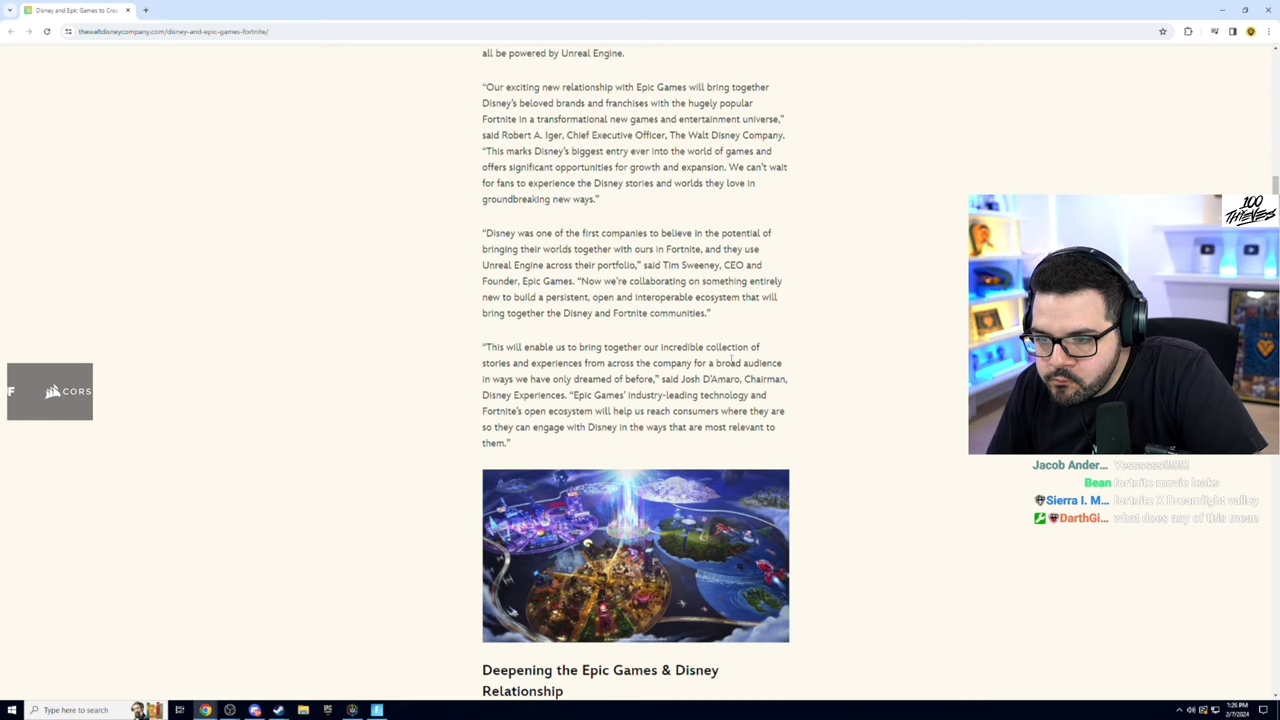 Disney and Epic Games to Crea
thewaltdisneycompany.com/disney-and-epic-games-fortnite/
all be powered by Unreal Engine.
“Our exciting new relationship with Epic Games will bring together
Disney’s beloved brands and franchises with the hugely popular
Fortnite in a transformational new games and entertainment universe,”
said Robert A. Iger, Chief Executive Officer, The Walt Disney Company.
“This marks Disney’s biggest entry ever into the world of games and
offers significant opportunities for growth and expansion. We can’t wait
for fans to experience the Disney stories and worlds they love in
groundbreaking new ways.”
“Disney was one of the first companies to believe in the potential of
bringing their worlds together with ours in Fortnite, and they use
Unreal Engine across their portfolio,” said Tim Sweeney, CEO and
Founder, Epic Games. “Now we’re collaborating on something entirely
new to build a persistent, open and interoperable ecosystem that will
bring together the Disney and Fortnite communities.”
“This will enable us to bring together our incredible collection of
stories and experiences from across the company for a broad audience
in ways we have only dreamed of before,” said Josh D’Amaro, Chairman,
Disney Experiences. “Epic Games’ industry-leading technology and
Fortnite’s open ecosystem will help us reach consumers where they are
so they can engage with Disney in the ways that are most relevant to
them.”
100
THIEVES
F CORS
Jacob Ander... Yessssss!!!!!!!
Bean fortnite movie leaks
Sierra I. M... fortnite X Dreamlight valley
DarthGi... what does any of this mean
Deepening the Epic Games & Disney
Relationship
Type here to search
1:26 PM
2/7/2024